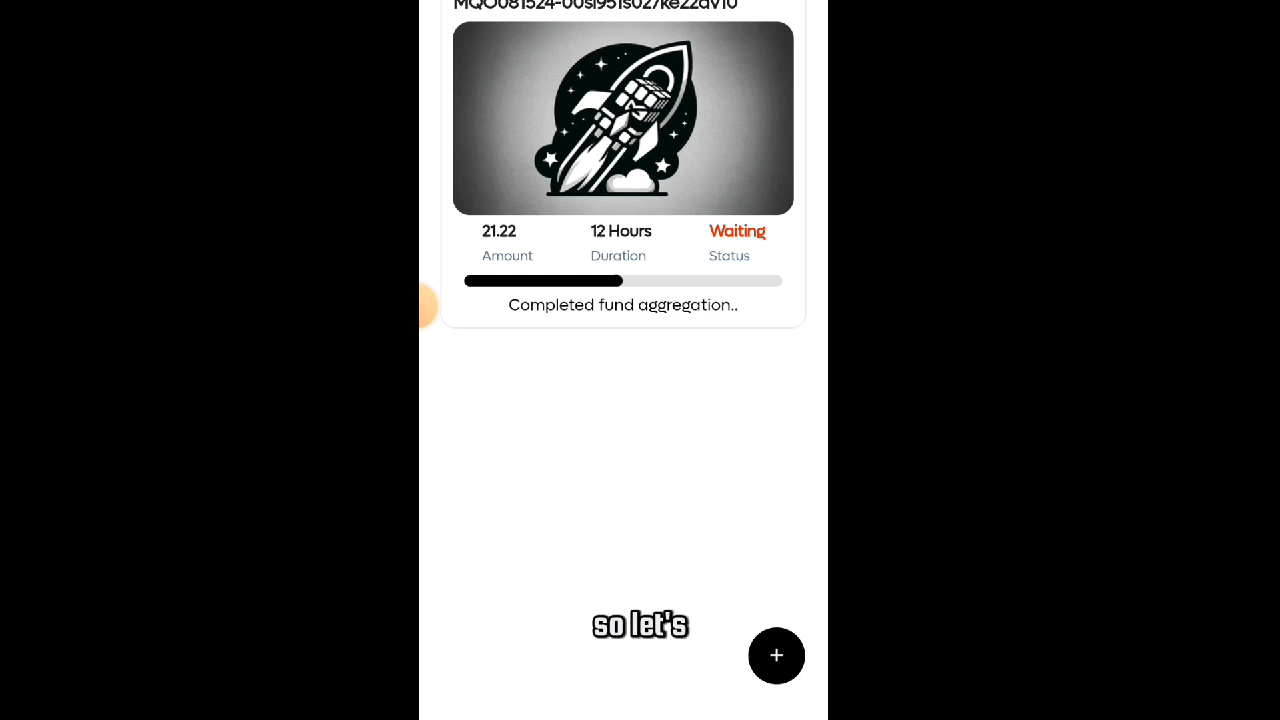 21.22 12 Hours Waiting
Amount Duration Status
Completed fund aggregation..
so let's
+